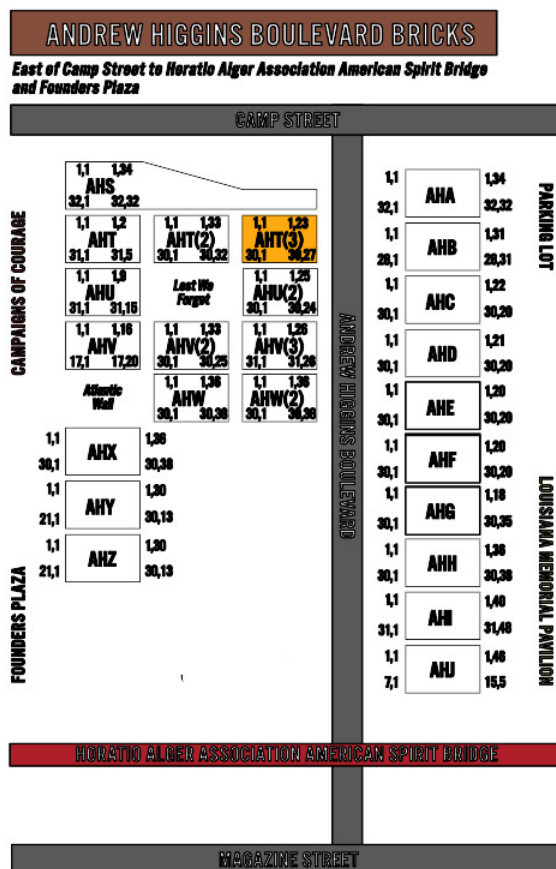 ANDREW HIGGINS BOULEVARD BRICKS
East of Camp Street to Horatio Alger Association American Spirit Bridge
and Founders Plaza
CAMP STREET
CAMPAIGNS OF COURAGE
FOUNDERS PLAZA
1,1 1,34
AHS
32,1 32,32
1,1 1,2
AHT
31,1 31,5
1,1 1,33
AHT(2)
30,1 30,32
1,1 1,23
AHT(3)
30,1 30,27
1,1 1,9
AHU
31,1 31,15
Lest We
Forget
1,1 1,25
AHU(2)
30,1 30,24
1,1 1,16
AHV
17,1 17,20
1,1 1,33
AHV(2)
30,1 30,25
1,1 1,26
AHV(3)
31,1 31,26
Atlantic
Wall
1,1 1,36
AHW
30,1 30,38
1,1 1,36
AHW(2)
30,1 30,38
1,1 1,36
AHX
30,1 30,38
1,1 1,30
AHY
21,1 30,13
1,1 1,30
AHZ
21,1 30,13
ANDREW HIGGINS BOULEVARD
1,1 1,34
AHA
32,1 32,32
1,1 1,31
AHB
28,1 28,31
1,1 1,22
AHC
30,1 30,20
1,1 1,21
AHD
30,1 30,20
1,1 1,20
AHE
30,1 30,20
1,1 1,20
AHF
30,1 30,20
1,1 1,18
AHG
30,1 30,35
1,1 1,36
AHH
30,1 30,38
1,1 1,40
AHI
31,1 31,48
1,1 1,48
AHJ
7,1 15,5
PARKING LOT
LOUISIANA MEMORIAL PAVILION
HORATIO ALGER ASSOCIATION AMERICAN SPIRIT BRIDGE
MAGAZINE STREET